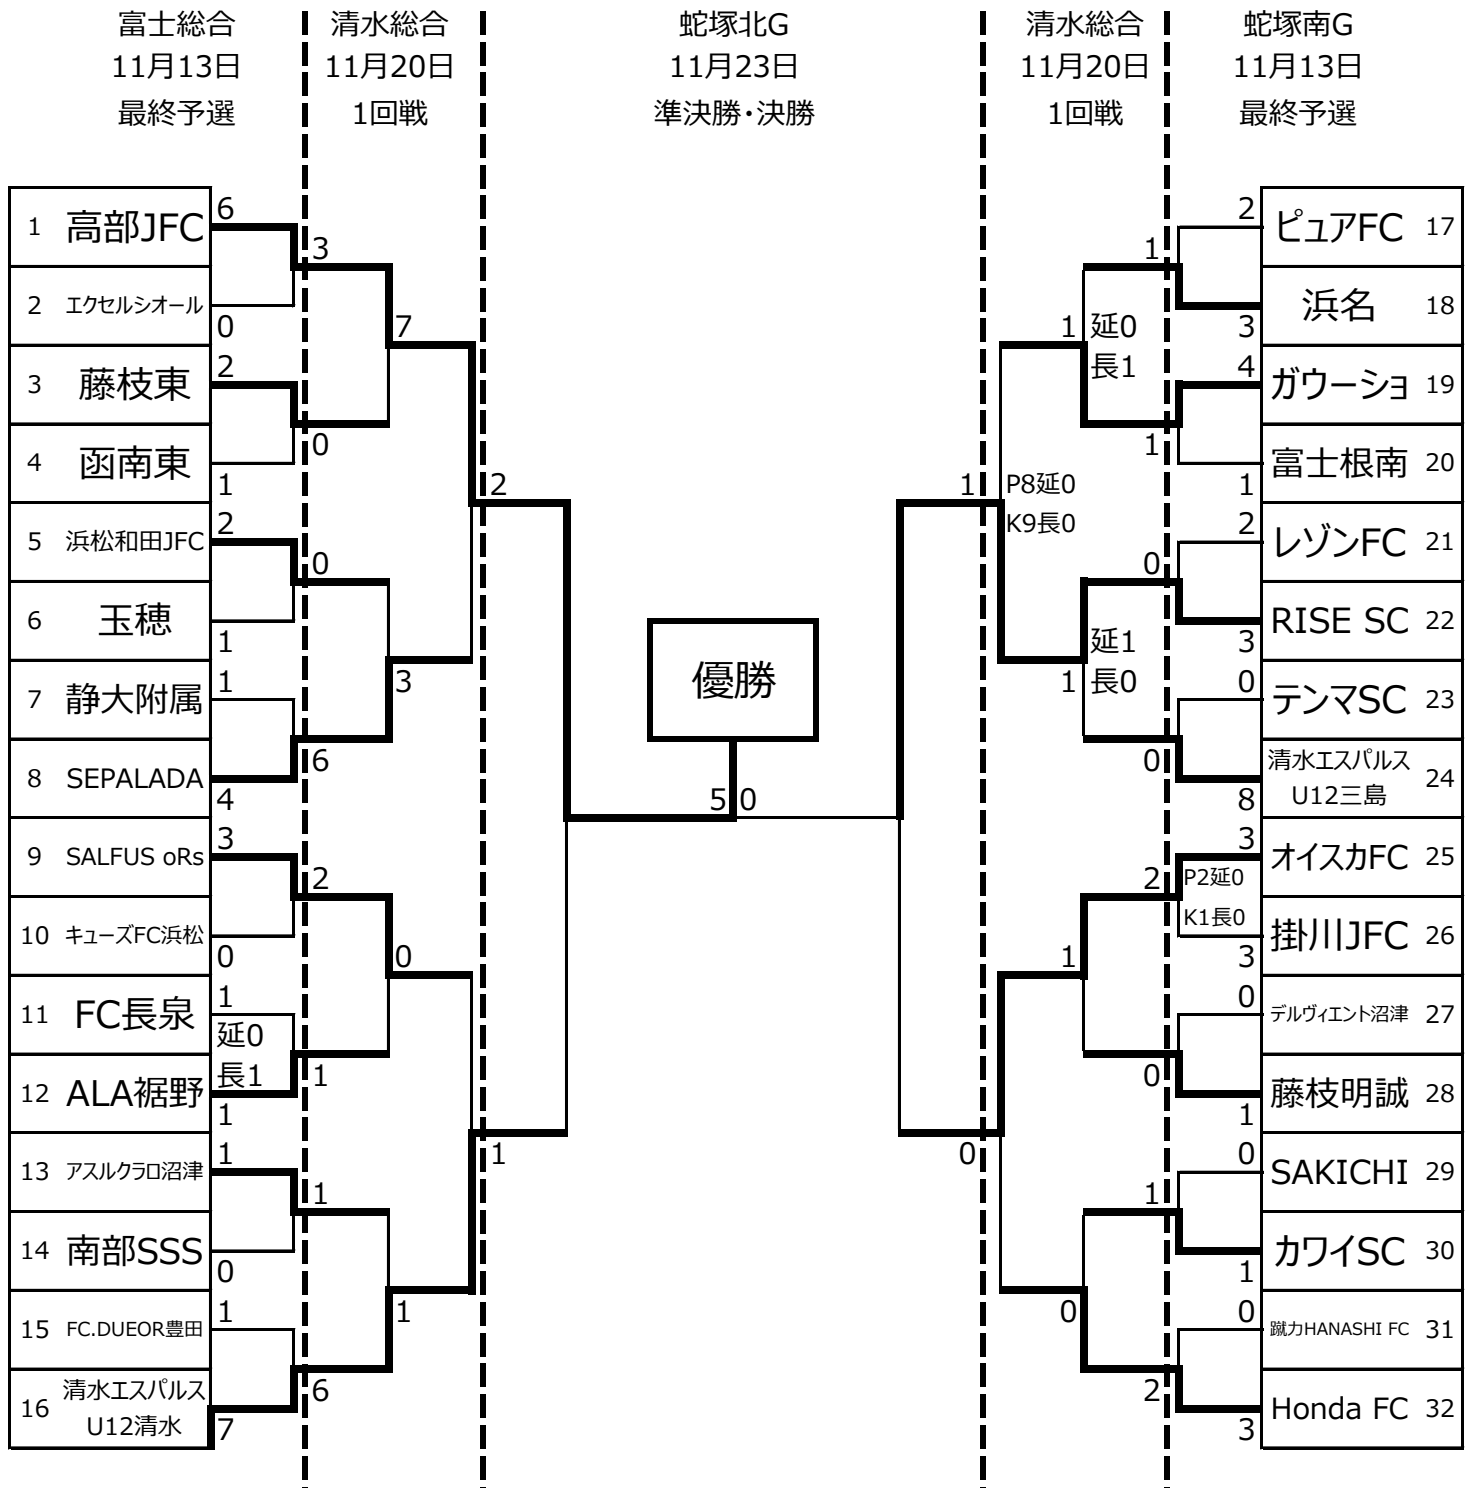 富士総合
11月13日
最終予選
清水総合
11月20日
1回戦
蛇塚北G
11月23日
準決勝・決勝
清水総合
11月20日
1回戦
蛇塚南G
11月13日
最終予選
1 高部JFC 6
2 エクセルシオール 0
3 藤枝東 2
4 函南東 1
5 浜松和田JFC 2
6 玉穂 1
7 静大附属 1
8 SEPALADA 4
9 SALFUS oRs 3
10 キューズFC浜松 0
11 FC長泉 1
延0
長1
12 ALA裾野 1
13 アスルクラロ沼津 1
14 南部SSS 0
15 FC.DUEOR豊田 1
16 清水エスパルス
U12清水 7
3
0
0
6
2
1
1
6
7
3
0
1
2
1
優勝
5 0
1
0
1 延0
長1
P8延0
K9長0
延1
1 長0
1
0
1
1
0
0
2
0
1
2
2 ピュアFC 17
3 浜名 18
4 ガウーショ 19
1 富士根南 20
2 レゾンFC 21
3 RISE SC 22
0 テンマSC 23
清水エスパルス
8 U12三島 24
3 オイスカFC 25
P2延0
K1長0
3 掛川JFC 26
0 デルヴィエント沼津 27
1 藤枝明誠 28
0 SAKICHI 29
1 カワイSC 30
0 蹴力HANASHI FC 31
3 Honda FC 32